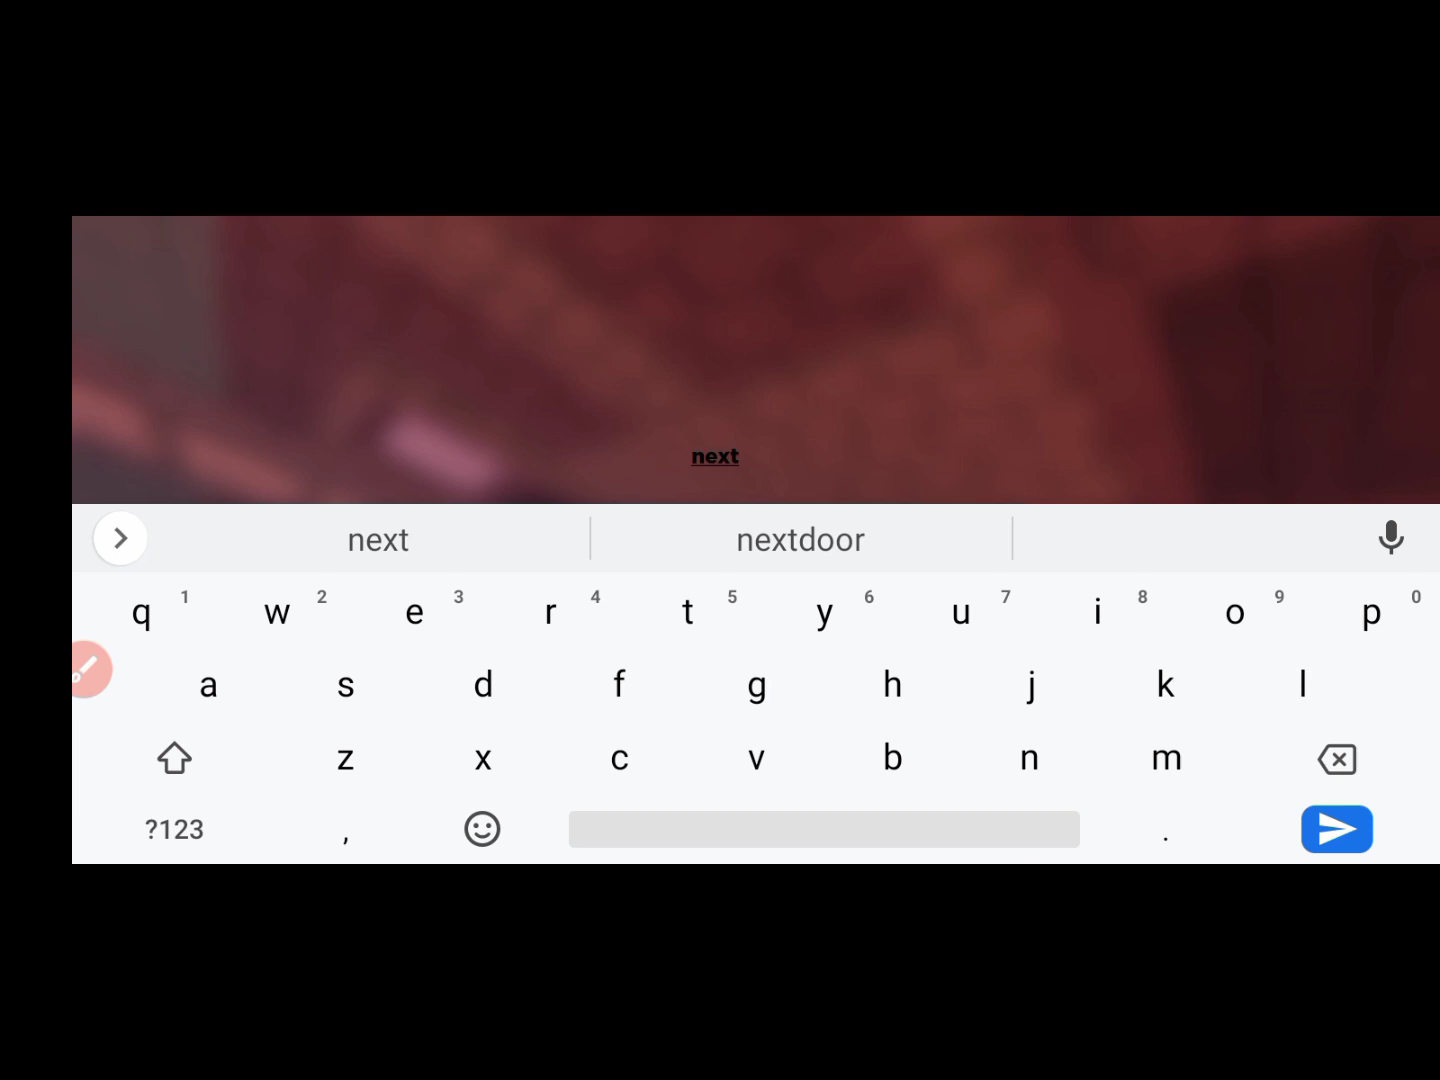 next
next nextdoor
q 1 w 2 e 3 r 4 t 5 y 6 u 7 i 8 o 9 p 0
a s d f g h j k l
z x c v b n m
?123 , .